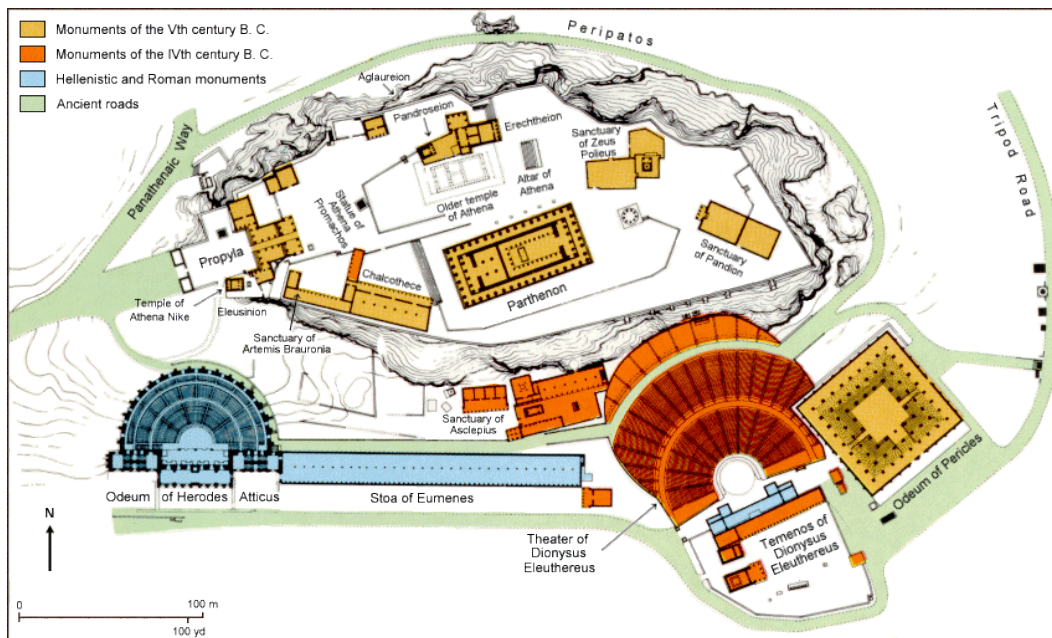 Monuments of the Vth century B. C.
Monuments of the IVth century B. C.
Hellenistic and Roman monuments
Ancient roads
Peripatos
Aglaureion
Pandroseion
Erechtheion
Sanctuary
of Zeus
Polieus
Tripod Road
Panathenaic Way
Statue of
Athena
Promachos
Older temple
of Athena
Altar of
Athena
Propyla
Chalcothece
Parthenon
Sanctuary
of Pandion
Temple of
Athena Nike
Eleusinion
Sanctuary of
Artemis Brauronia
Sanctuary of
Asclepius
Odeum of Pericles
Odeum of Herodes Atticus
Stoa of Eumenes
N
Theater of
Dionysus
Eleuthereus
Temenos of
Dionysus
Eleuthereus
0 100 m
100 yd